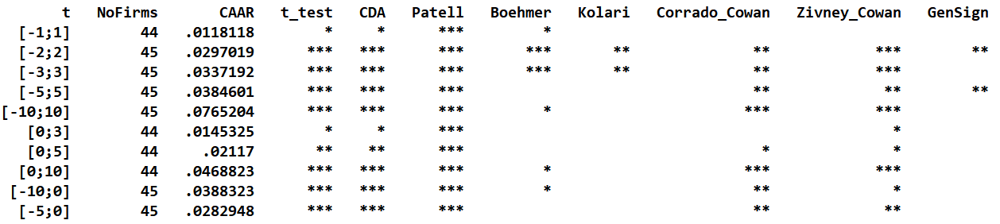 t NoFirms CAAR t_test CDA Patell Boehmer Kolari Corrado_Cowan Zivney_Cowan GenSign
[-1;1] 44 .0118118 * * *** *
[-2;2] 45 .0297019 *** *** *** *** ** ** *** **
[-3;3] 45 .0337192 *** *** *** *** ** ** ***
[-5;5] 45 .0384601 *** *** *** ** ** **
[-10;10] 45 .0765204 *** *** *** * *** ***
[0;3] 44 .0145325 * * *** *
[0;5] 44 .02117 ** ** *** * *
[0;10] 44 .0468823 *** *** *** * *** ***
[-10;0] 45 .0388323 *** *** *** * ** *
[-5;0] 45 .0282948 *** *** *** ** **